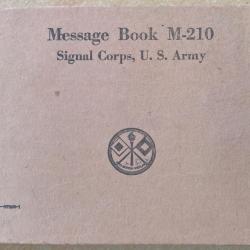 Message Book M-210
Signal Corps, U. S. Army